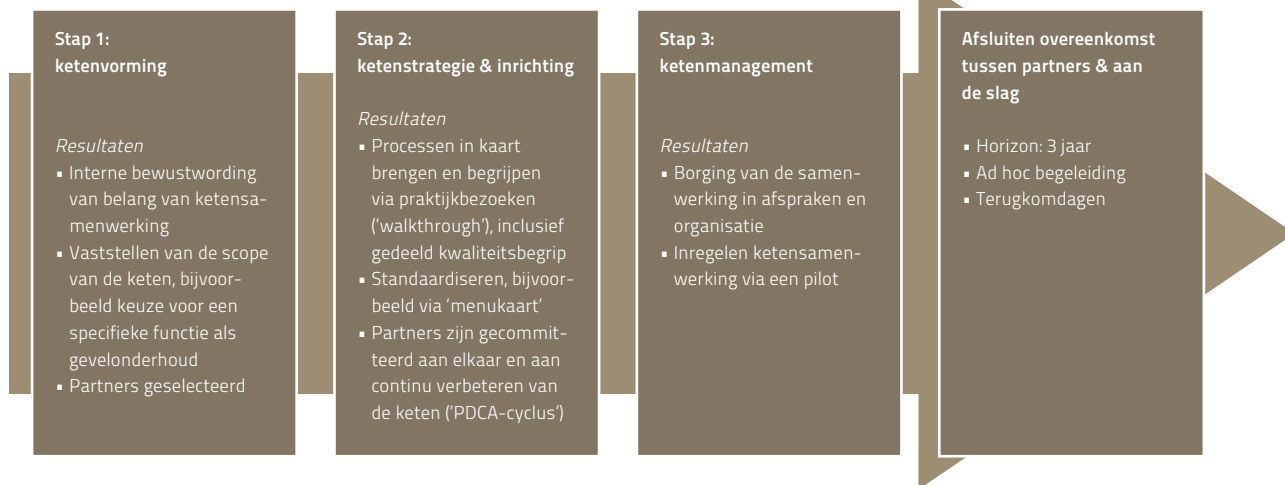 Stap 1:
ketenvorming
Resultaten
▪ Interne bewustwording
van belang van ketensa-
menwerking
▪ Vaststellen van de scope
van de keten, bijvoor-
beeld keuze voor een
specifieke functie als
gevelonderhoud
▪ Partners geselecteerd
Stap 2:
ketenstrategie & inrichting
Resultaten
▪ Processen in kaart
brengen en begrijpen
via praktijkbezoeken
(‘walkthrough’), inclusief
gedeeld kwaliteitsbegrip
▪ Standaardiseren, bijvoor-
beeld via ‘menukaart’
▪ Partners zijn gecommit-
teerd aan elkaar en aan
continu verbeteren van
de keten (‘PDCA-cyclus’)
Stap 3:
ketenmanagement
Resultaten
▪ Borging van de samen-
werking in afspraken en
organisatie
▪ Inregelen ketensamen-
werking via een pilot
Afsluiten overeenkomst
tussen partners & aan
de slag
▪ Horizon: 3 jaar
▪ Ad hoc begeleiding
▪ Terugkomdagen